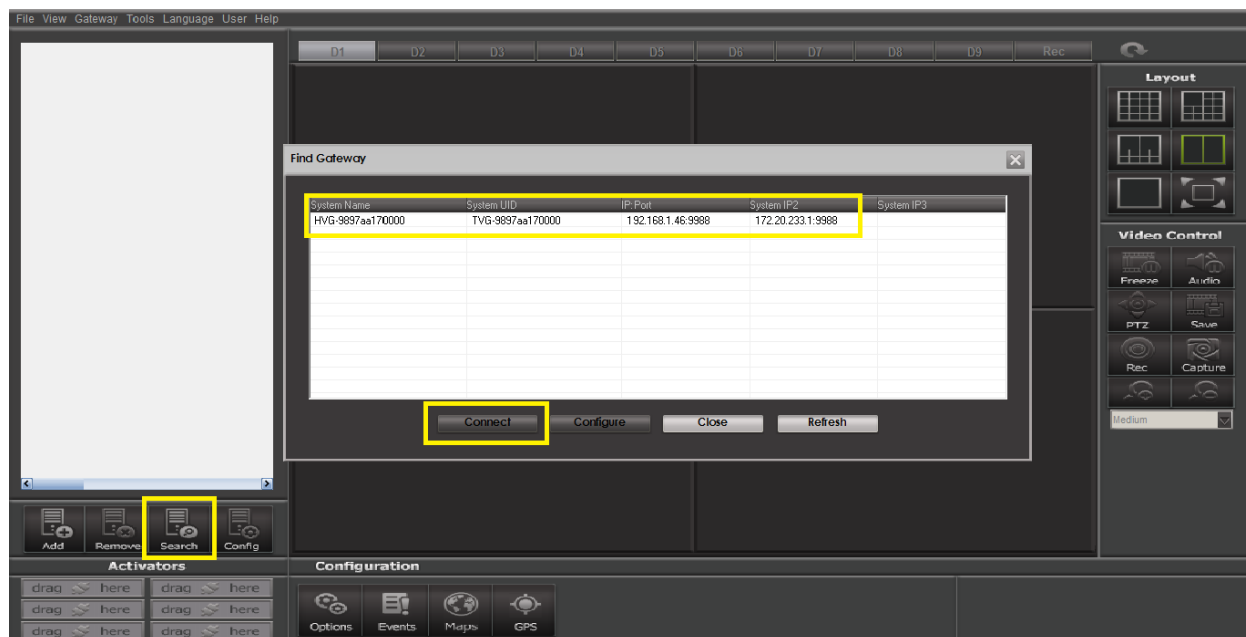 File View Gateway Tools Language User Help
D1 D2 D3 D4 D5 D6 D7 D8 D9 Rec
Layout
Find Gateway
System Name System UID IP:Port System IP2 System IP3
HVG-9897aa170000 TVG-9897aa170000 192.168.1.46:9988 172.20.233.1:9988
Connect Configure Close Refresh
Video Control
Freeze Audio
PTZ Save
Rec Capture
Medium
Add Remove Search Config
Activators
drag here drag here
drag here drag here
drag here drag here
Configuration
Options Events Maps GPS